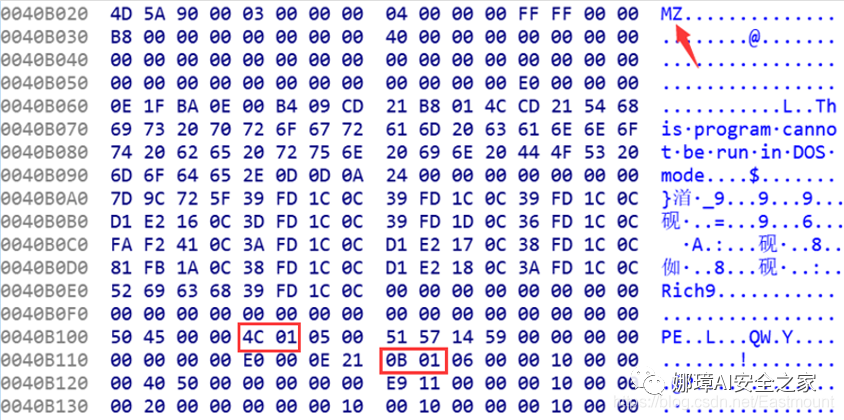 0040B020 4D 5A 90 00 03 00 00 00 04 00 00 00 FF FF 00 00 MZ..............
0040B030 B8 00 00 00 00 00 00 00 40 00 00 00 00 00 00 00 ........@.......
0040B040 00 00 00 00 00 00 00 00 00 00 00 00 00 00 00 00 ................
0040B050 00 00 00 00 00 00 00 00 00 00 00 00 E0 00 00 00 ................
0040B060 0E 1F BA 0E 00 B4 09 CD 21 B8 01 4C CD 21 54 68 ...........L..Th
0040B070 69 73 20 70 72 6F 67 72 61 6D 20 63 61 6E 6E 6F is·program·canno
0040B080 74 20 62 65 20 72 75 6E 20 69 6E 20 44 4F 53 20 t·be·run·in·DOS·
0040B090 6D 6F 64 65 2E 0D 0D 0A 24 00 00 00 00 00 00 00 mode....$.......
0040B0A0 7D 9C 72 5F 39 FD 1C 0C 39 FD 1C 0C 39 FD 1C 0C }·_9...9...9...
0040B0B0 D1 E2 16 0C 3D FD 1C 0C 39 FD 1D 0C 36 FD 1C 0C 砚·..=...9...6...
0040B0C0 FA F2 41 0C 3A FD 1C 0C D1 E2 17 0C 38 FD 1C 0C ·A.:...砚·..8...
0040B0D0 81 FB 1A 0C 38 FD 1C 0C D1 E2 18 0C 3A FD 1C 0C ·..8...砚·..:...
0040B0E0 52 69 63 68 39 FD 1C 0C 00 00 00 00 00 00 00 00 Rich9...........
0040B0F0 00 00 00 00 00 00 00 00 00 00 00 00 00 00 00 00 ................
0040B100 50 45 00 00 4C 01 05 00 51 57 14 59 00 00 00 00 PE..L...QW.Y....
0040B110 00 00 00 00 E0 00 0E 21 0B 01 06 00 00 10 00 00 .......!........
0040B120 00 40 50 00 00 00 00 00 E9 11 00 00 00 10 00 00
0040B130 00 20 00 00 00 00 00 10 00 10 00 00 00 10 00 00
娜璋AI安全之家
https://blog.csdn.net/Eastmount